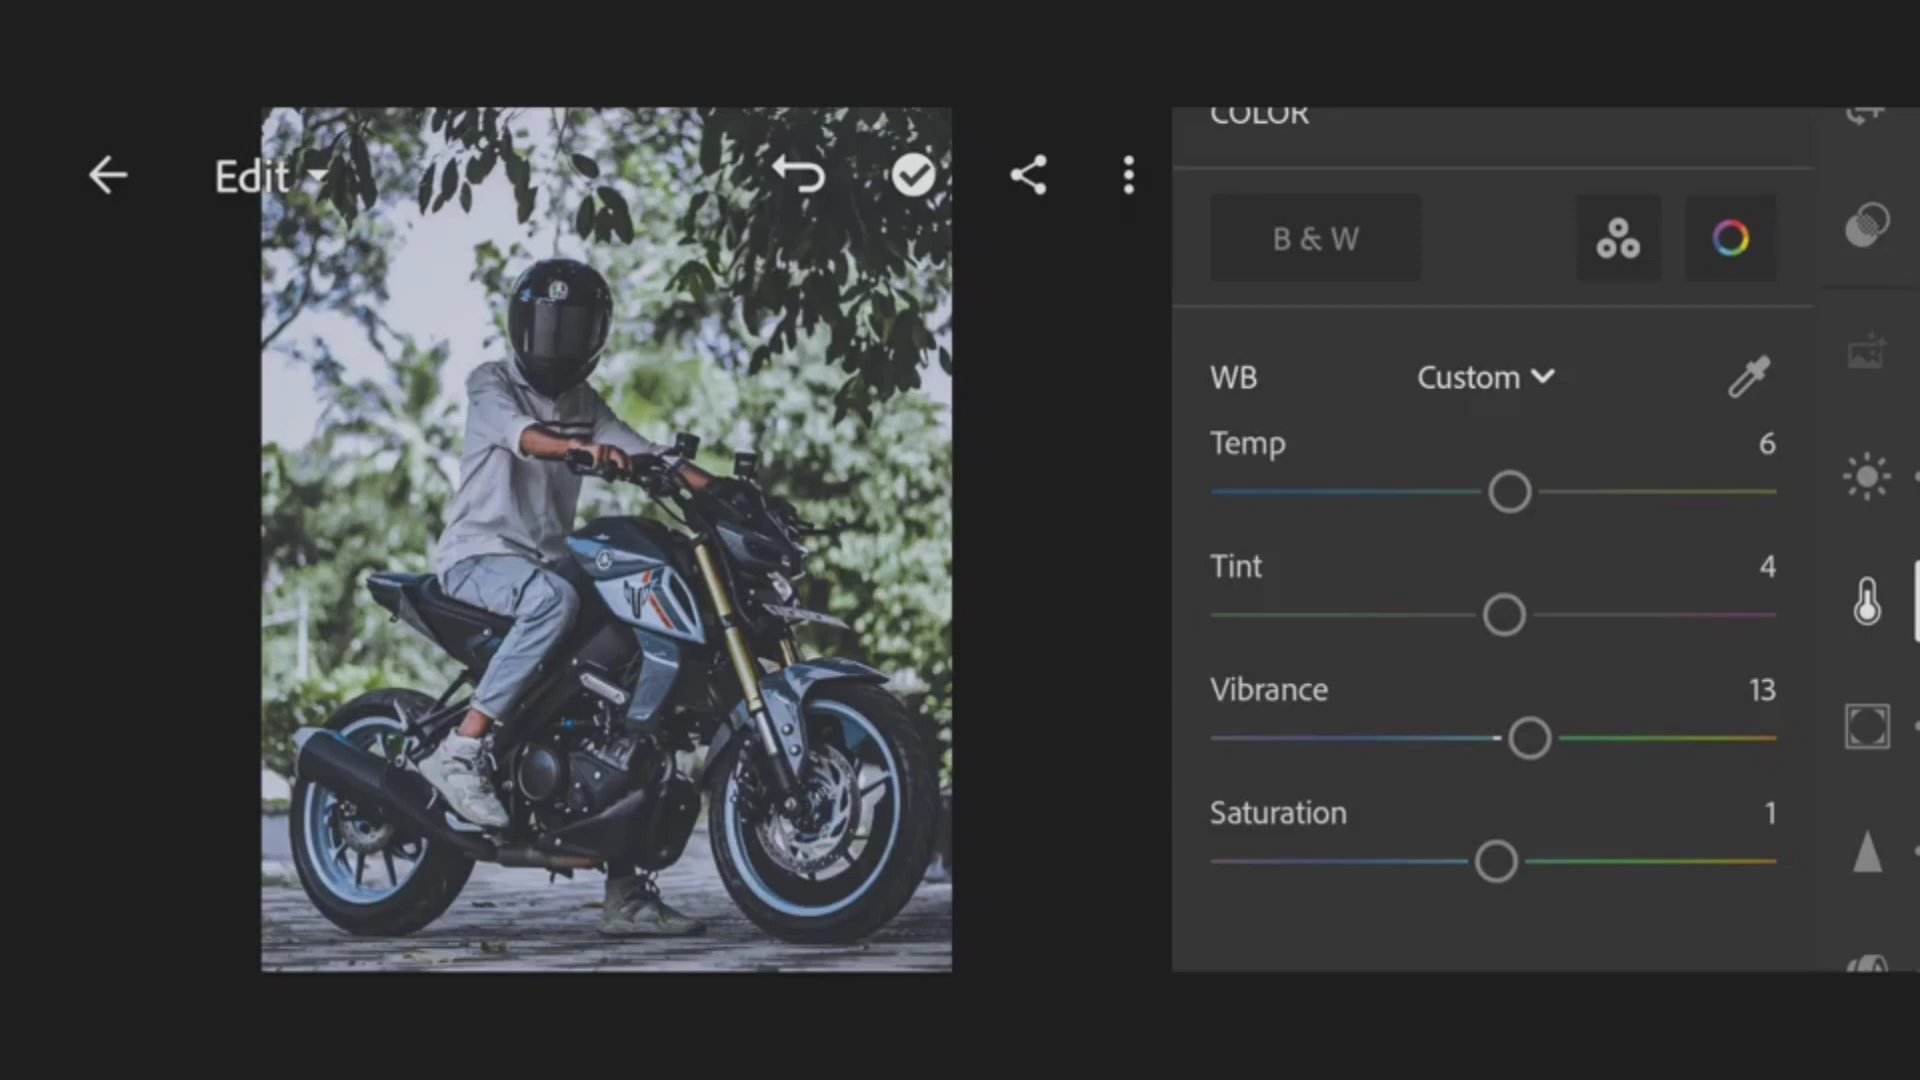 Edit
COLOR
B & W
WB Custom
Temp 6
Tint 4
Vibrance 13
Saturation 1